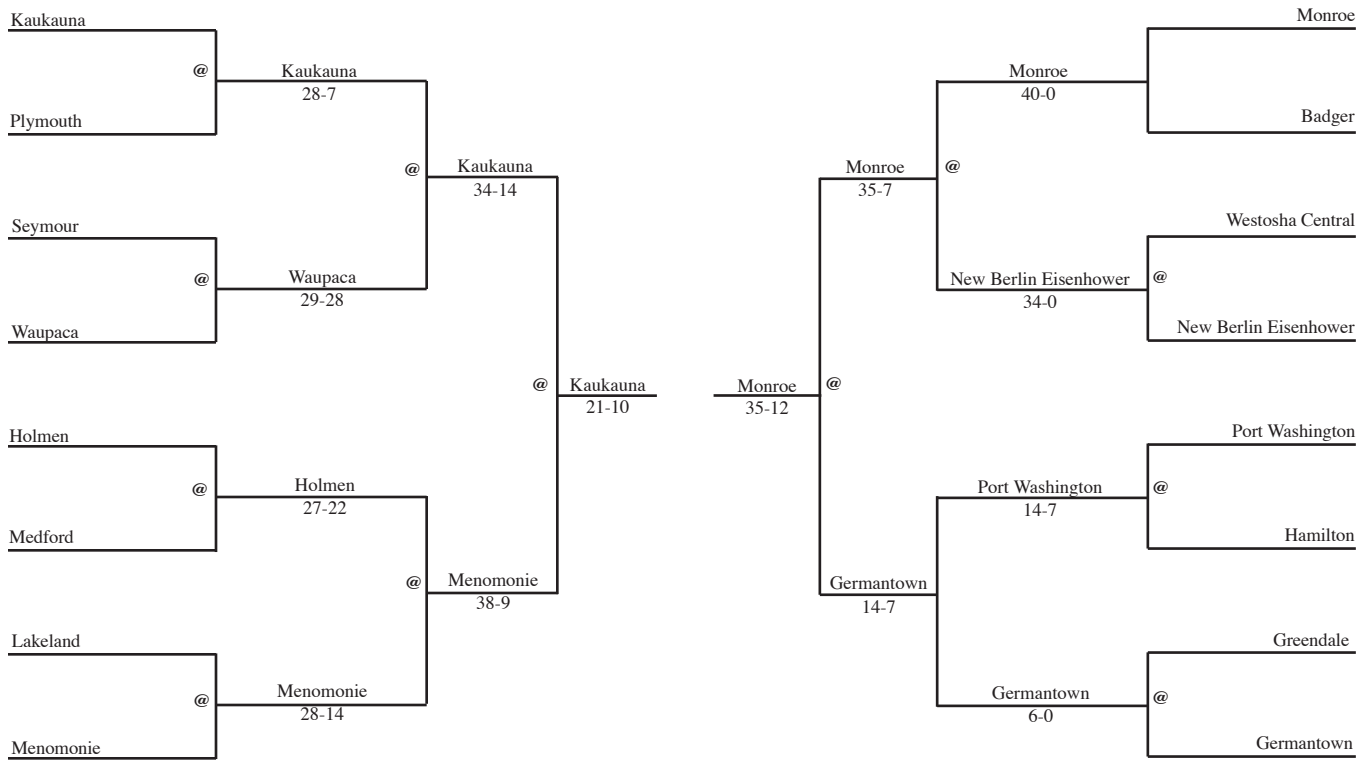 Kaukauna
@
Kaukauna
28-7
Plymouth
@
Kaukauna
34-14
Seymour
@
Waupaca
29-28
Waupaca
@
Kaukauna
21-10
Holmen
@
Holmen
27-22
Medford
@
Menomonie
38-9
Lakeland
@
Menomonie
28-14
Menomonie
Monroe
Monroe
40-0
Badger
Monroe
35-7
@
Westosha Central
New Berlin Eisenhower
34-0
@
New Berlin Eisenhower
Monroe
35-12
@
Port Washington
Port Washington
14-7
@
Hamilton
Germantown
14-7
Greendale
Germantown
6-0
@
Germantown